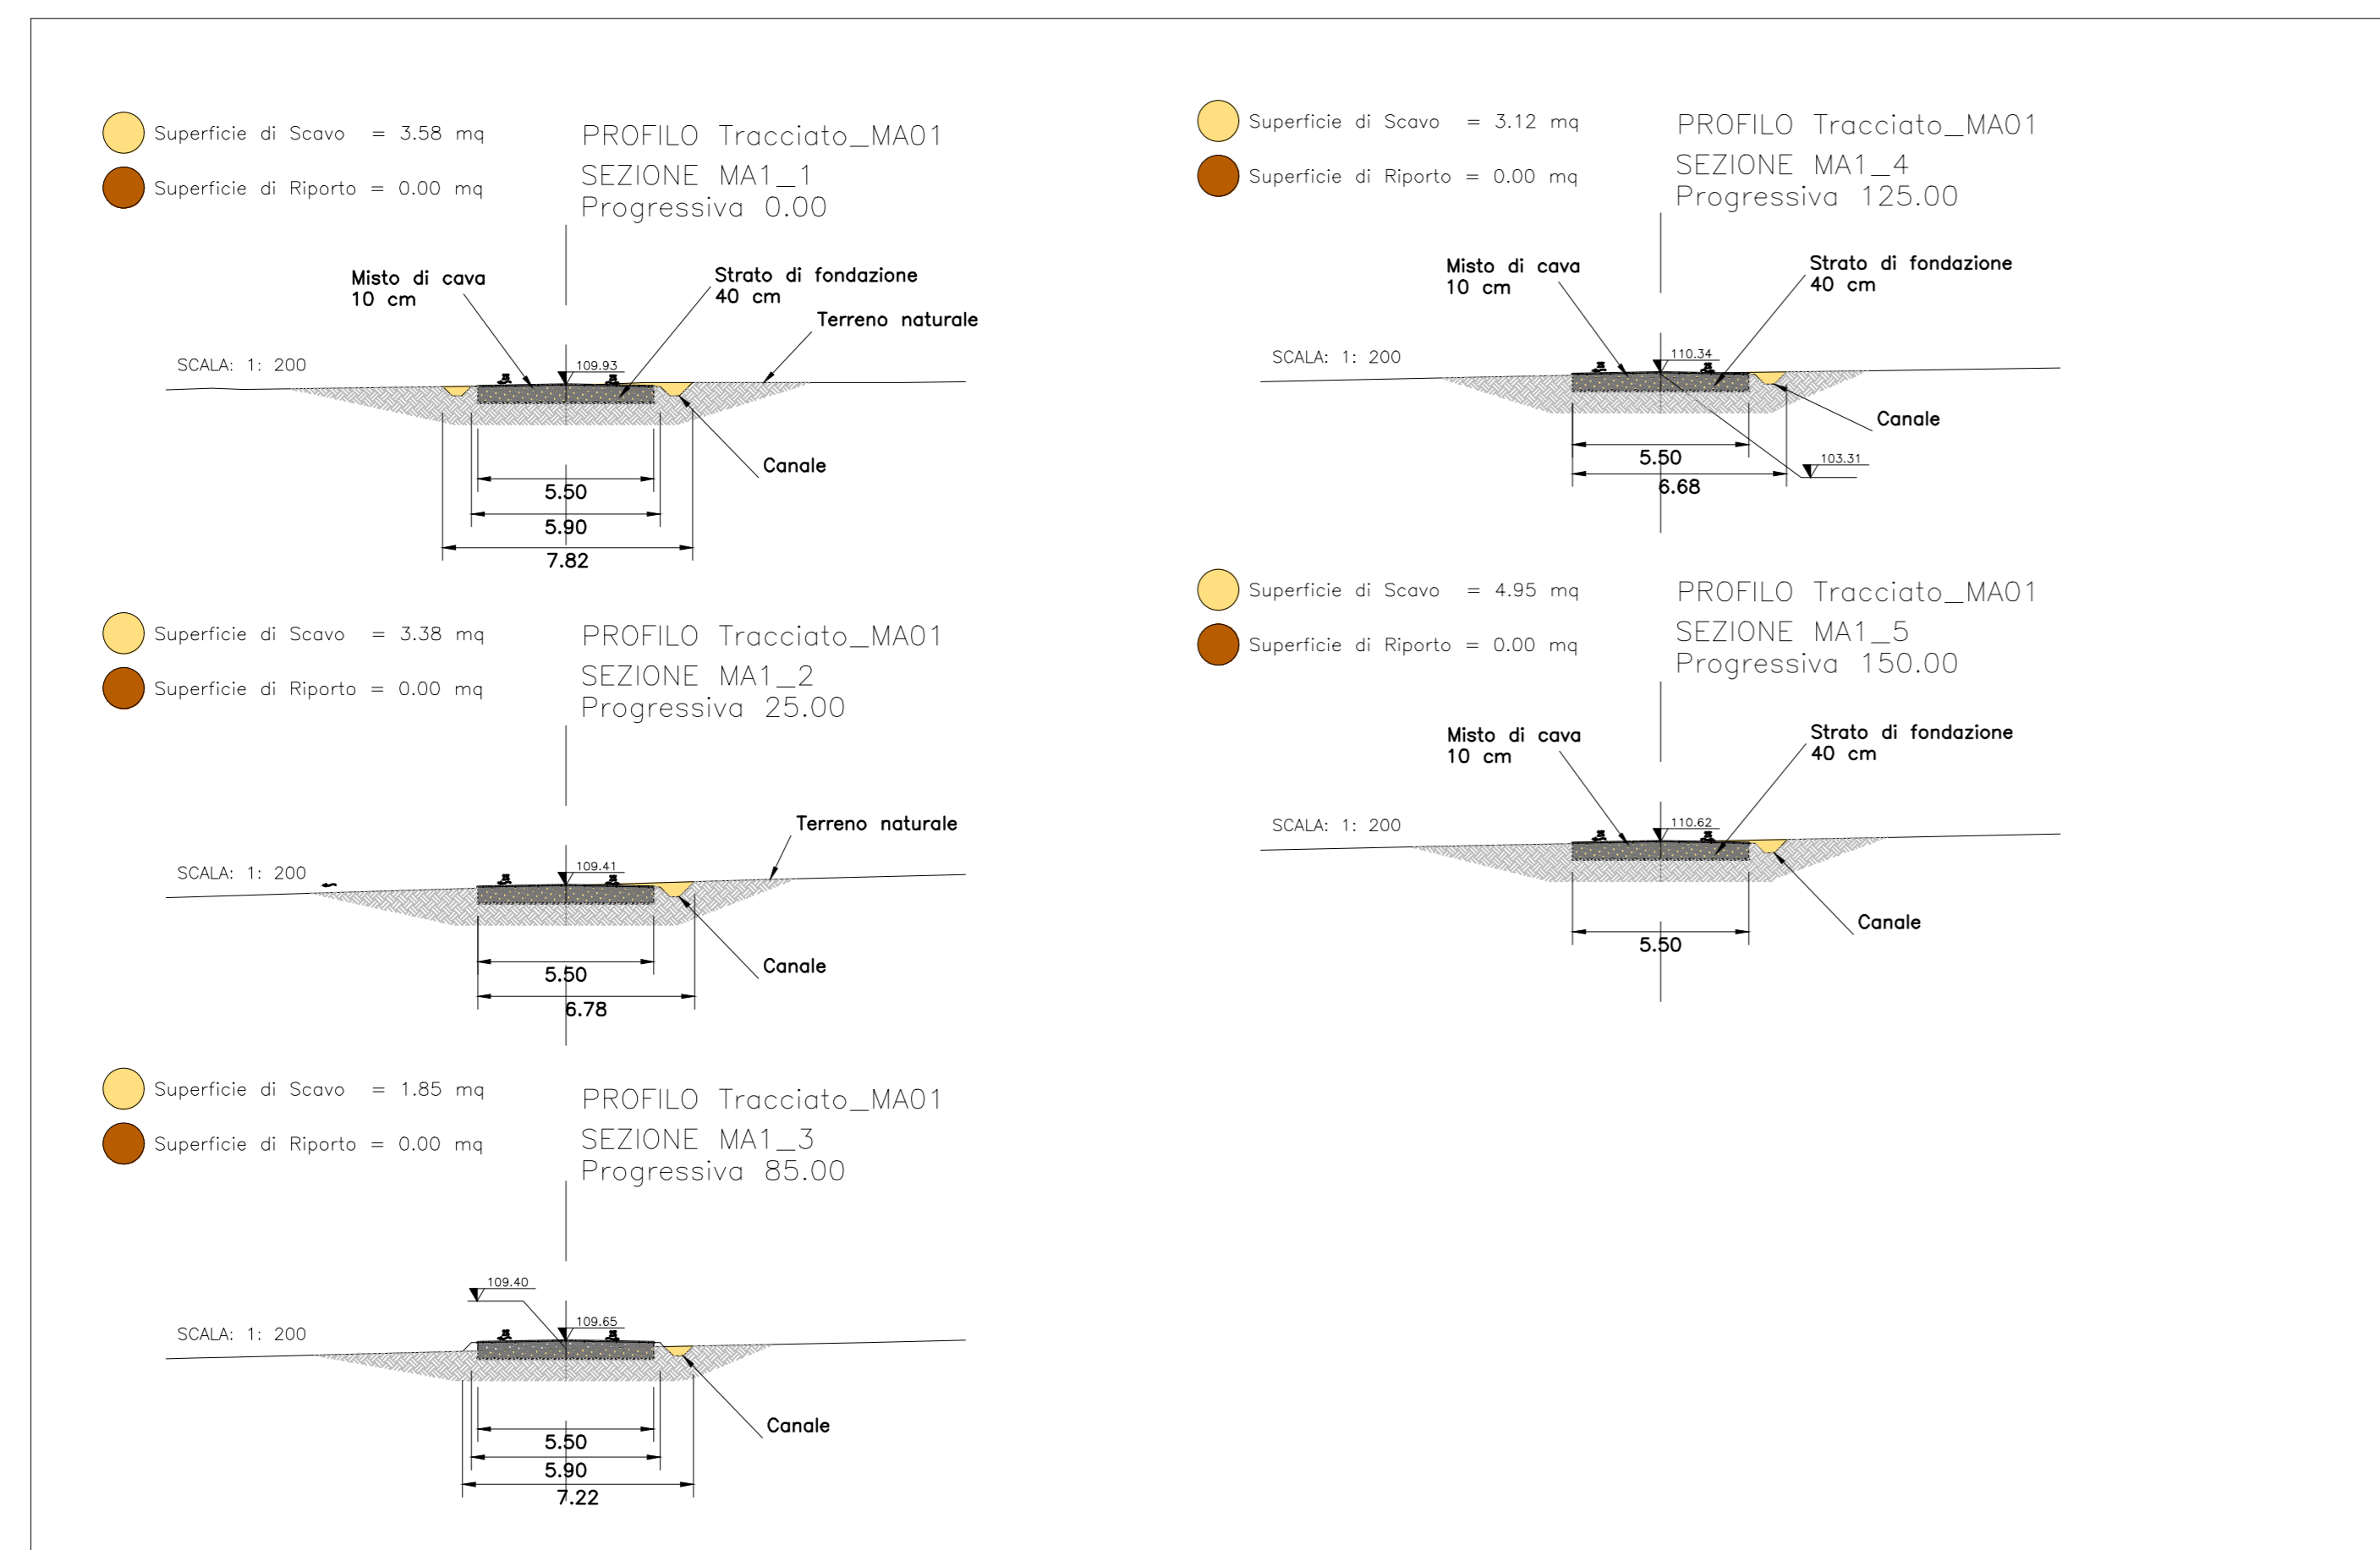 Superficie di Scavo = 3.58 mq
Superficie di Riporto = 0.00 mq
PROFILO Tracciato_MA01
SEZIONE MA1_1
Progressiva 0.00
Misto di cava
10 cm
Strato di fondazione
40 cm
Terreno naturale
SCALA: 1: 200
109.93
Canale
5.50
5.90
7.82
Superficie di Scavo = 3.38 mq
Superficie di Riporto = 0.00 mq
PROFILO Tracciato_MA01
SEZIONE MA1_2
Progressiva 25.00
Terreno naturale
SCALA: 1: 200
109.41
Canale
5.50
6.78
Superficie di Scavo = 1.85 mq
Superficie di Riporto = 0.00 mq
PROFILO Tracciato_MA01
SEZIONE MA1_3
Progressiva 85.00
109.40
109.65
SCALA: 1: 200
Canale
5.50
5.90
7.22
Superficie di Scavo = 3.12 mq
Superficie di Riporto = 0.00 mq
PROFILO Tracciato_MA01
SEZIONE MA1_4
Progressiva 125.00
Misto di cava
10 cm
Strato di fondazione
40 cm
SCALA: 1: 200
110.34
Canale
5.50
103.31
6.68
Superficie di Scavo = 4.95 mq
Superficie di Riporto = 0.00 mq
PROFILO Tracciato_MA01
SEZIONE MA1_5
Progressiva 150.00
Misto di cava
10 cm
Strato di fondazione
40 cm
SCALA: 1: 200
110.62
Canale
5.50